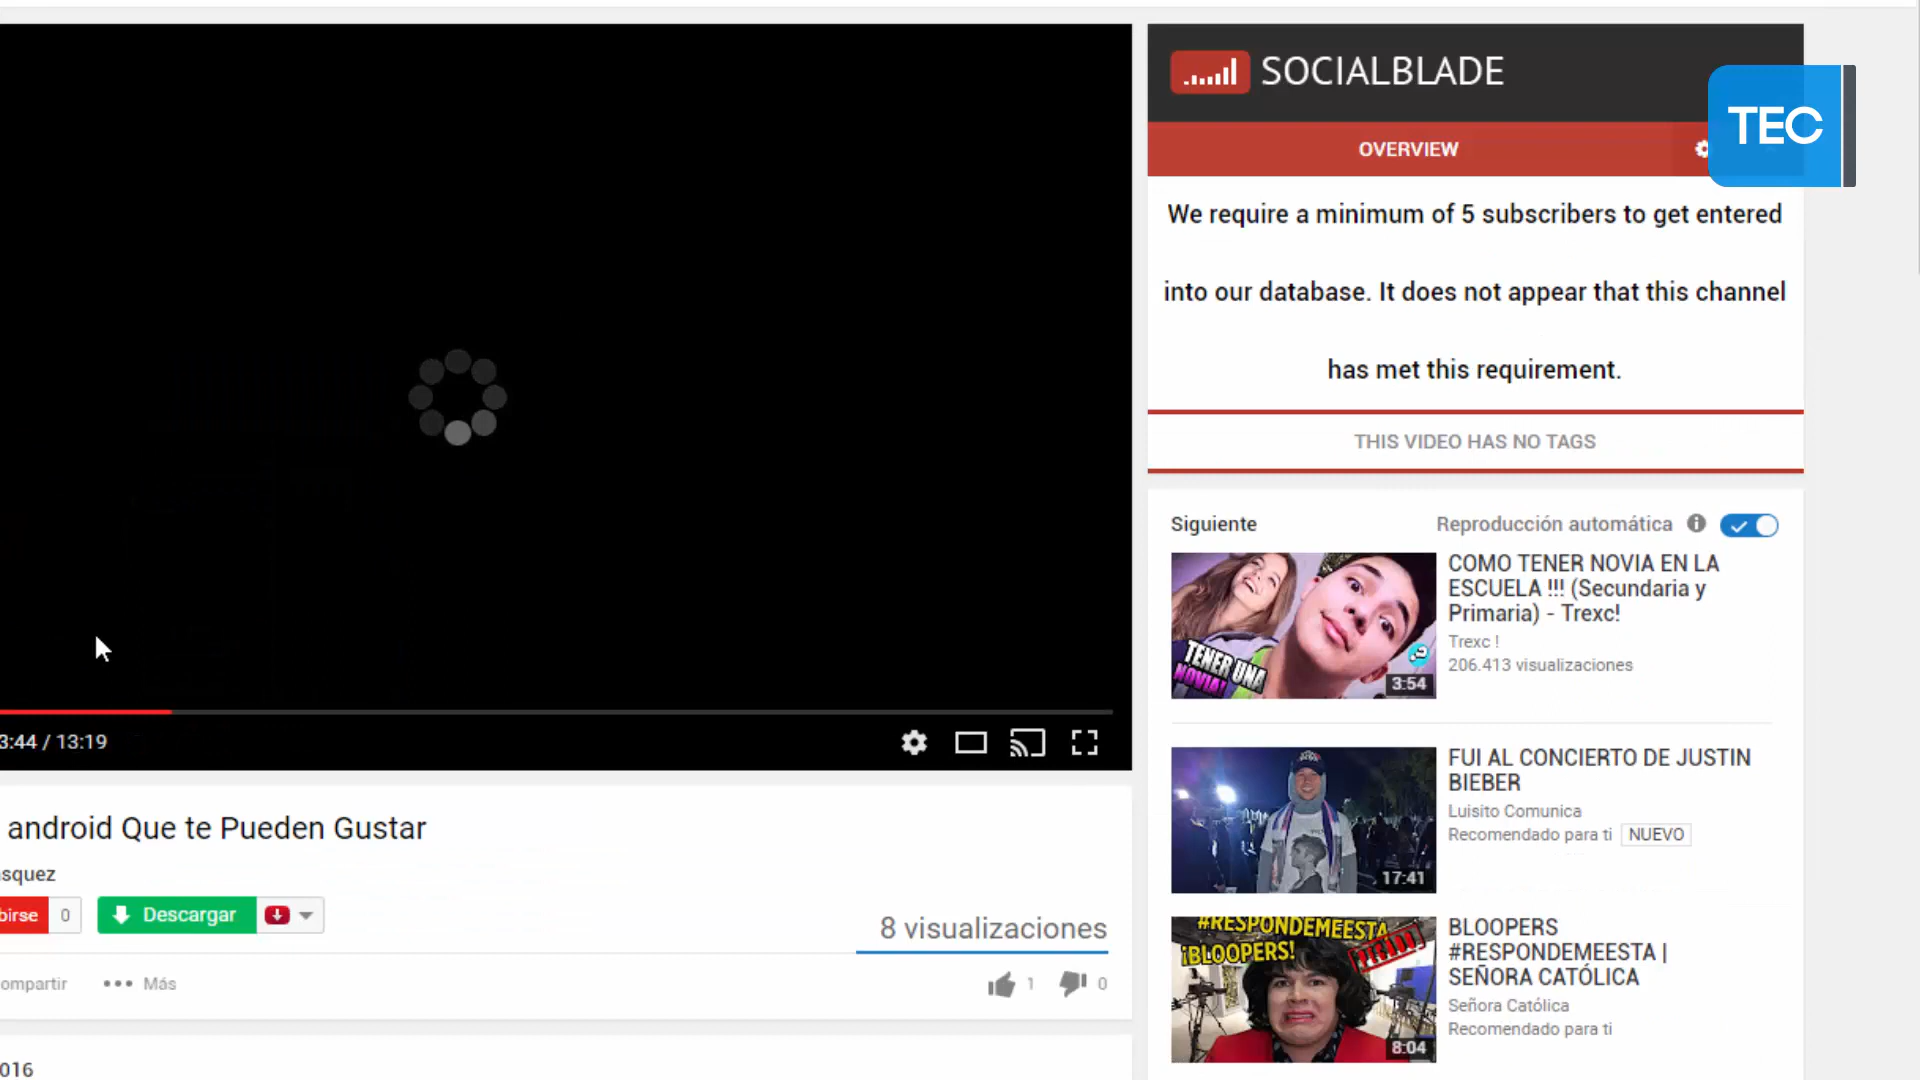 SOCIALBLADE
TEC
OVERVIEW
We require a minimum of 5 subscribers to get entered
into our database. It does not appear that this channel
has met this requirement.
THIS VIDEO HAS NO TAGS
3:44 / 13:19
android Que te Pueden Gustar
squez
birse 0 Descargar
8 visualizaciones
ompartir Más
1 0
016
Siguiente Reproducción automática
TENER UNA
NOVIA!
3:54
COMO TENER NOVIA EN LA
ESCUELA !!! (Secundaria y
Primaria) - Trexc!
Trexc !
206.413 visualizaciones
17:41
FUI AL CONCIERTO DE JUSTIN
BIEBER
Luisito Comunica
Recomendado para ti NUEVO
#RESPONDEMEESTA
¡BLOOPERS!
8:04
BLOOPERS
#RESPONDEMEESTA |
SEÑORA CATÓLICA
Señora Católica
Recomendado para ti